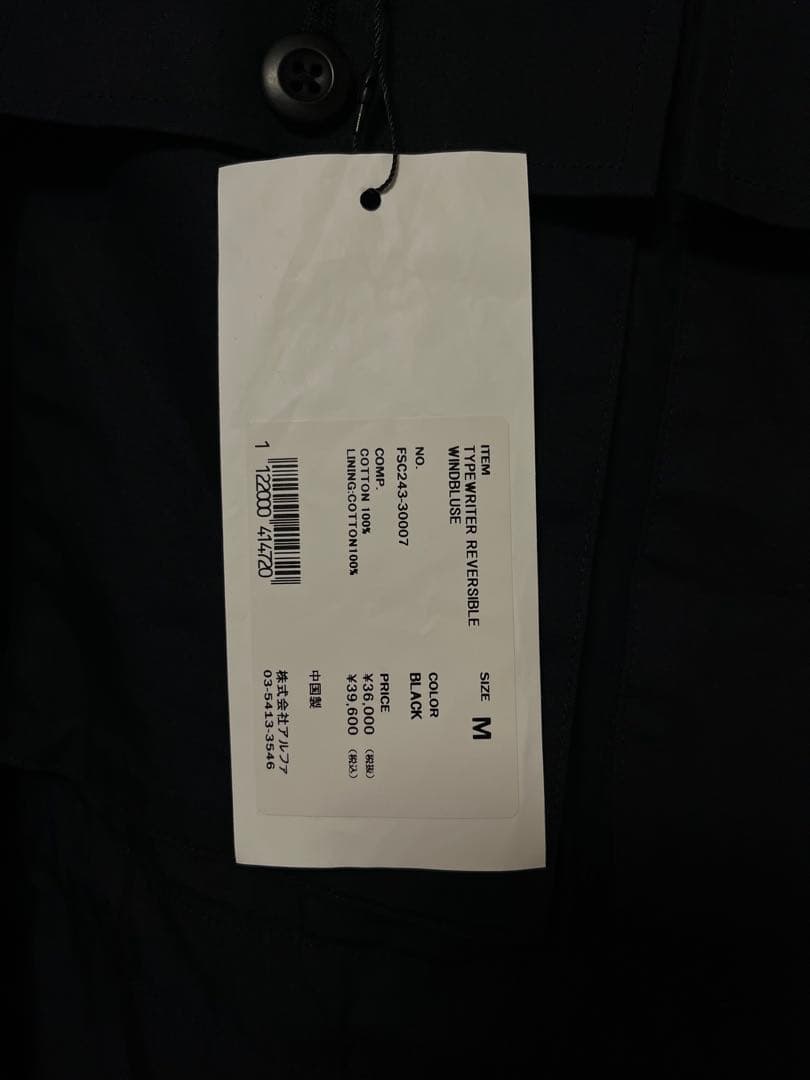 ITEM
TYPEWRITER REVERSIBLE
WINDBLUSE
NO.
FSC243-30007
COMP.
COTTON 100%
LINING:COTTON100%
1 122000 414720
SIZE M
COLOR
BLACK
PRICE
¥36,000 (税抜)
¥39,600 (税込)
中国製
株式会社アルファ
03-5413-3546